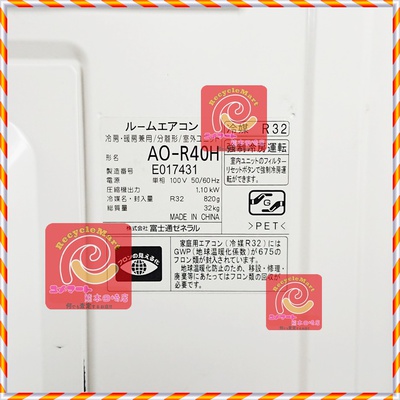 RecycleMart
ルームエアコン
冷媒 R32
冷房・暖房兼用/分離形/室外ユニット
形名 AO-R40H
強制冷房運転
製造番号 E017431
室内ユニットのフィルター
リセットボタンで強制冷房運転
ができます。
電源 単相 100V 50/60Hz
圧縮機出力 1.10kW
冷媒名・封入量 R32 820g
総質量 32kg
MADE IN CHINA
>PET<
株式会社 富士通ゼネラル
フロンの見える化
家庭用エアコン(冷媒R32)には
GWP(地球温暖化係数)が675の
フロン類が封入されています。
地球温暖化防止のため、移設・修理・
廃棄等にあたってはフロン類の回収が
必要です。
RecycleMart
RecycleMart
RecycleMart